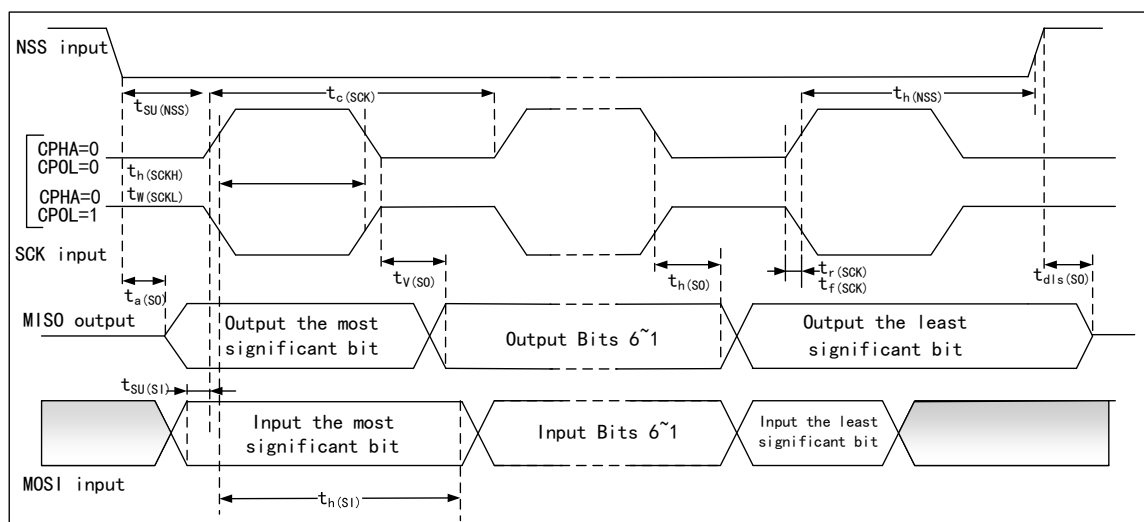 NSS input
tSU(NSS)
tc(SCK)
th(NSS)
CPHA=0
CPOL=0
th(SCKH)
CPHA=0
CPOL=1
tW(SCKL)
SCK input
ta(SO)
tV(SO)
th(SO)
tr(SCK)
tf(SCK)
tdls(SO)
MISO output
Output the most
significant bit
Output Bits 6~1
Output the least
significant bit
tSU(SI)
Input the most
significant bit
Input Bits 6~1
Input the least
significant bit
MOSI input
th(SI)